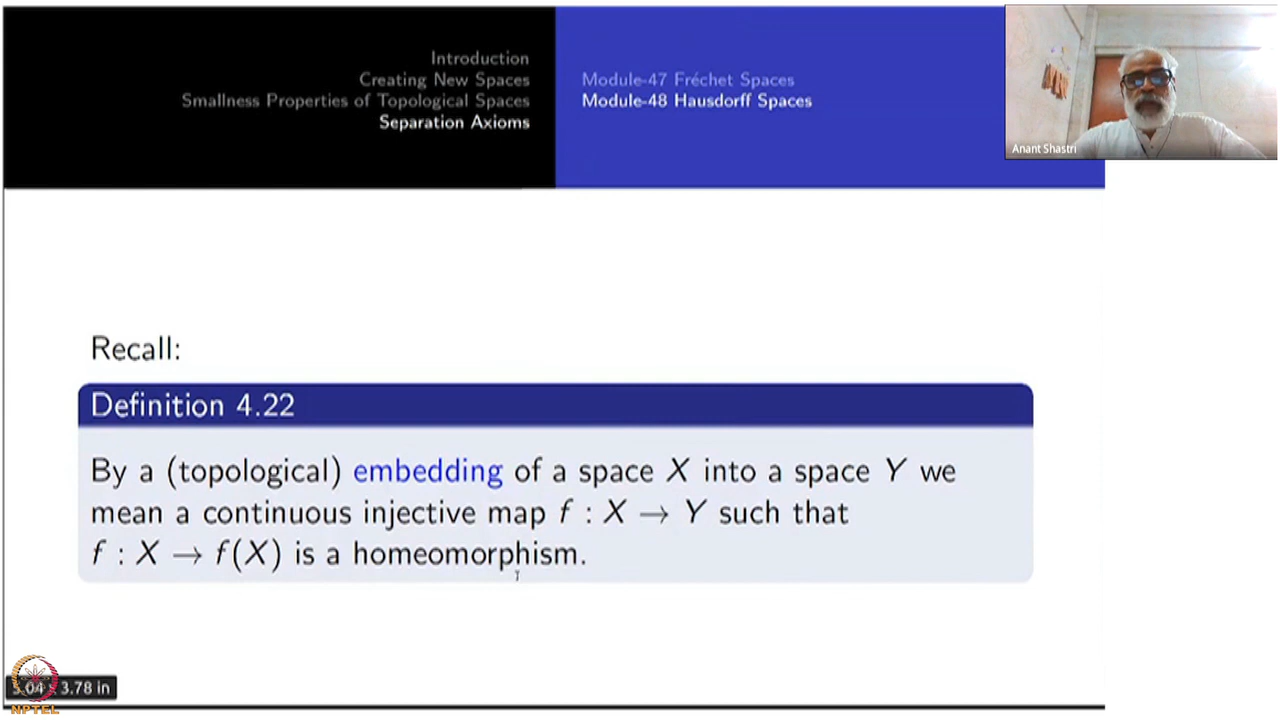 Introduction
Creating New Spaces
Smallness Properties of Topological Spaces
Separation Axioms
Module-47 Fréchet Spaces
Module-48 Hausdorff Spaces
Anant Shastri
Recall:
Definition 4.22
By a (topological) embedding of a space X into a space Y we
mean a continuous injective map f : X → Y such that
f : X → f(X) is a homeomorphism.
3.78 in
NPTEL